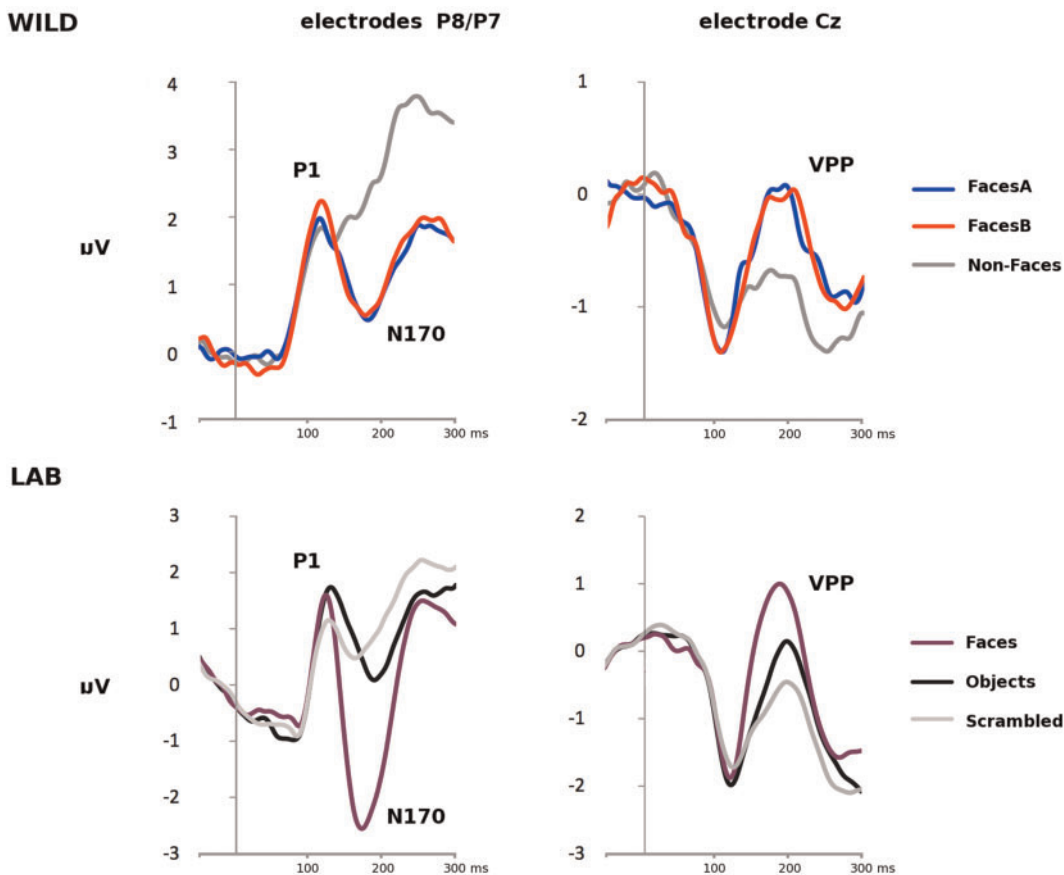 WILD
electrodes P8/P7
electrode Cz
4
3
2
1
0
-1
µV
P1
N170
100
200
300 ms
1
0
-1
-2
VPP
100
200
300 ms
FacesA
FacesB
Non-Faces
LAB
3
2
1
0
-1
-2
-3
µV
P1
N170
100
200
300 ms
2
1
0
-1
-2
-3
VPP
100
200
300 ms
Faces
Objects
Scrambled